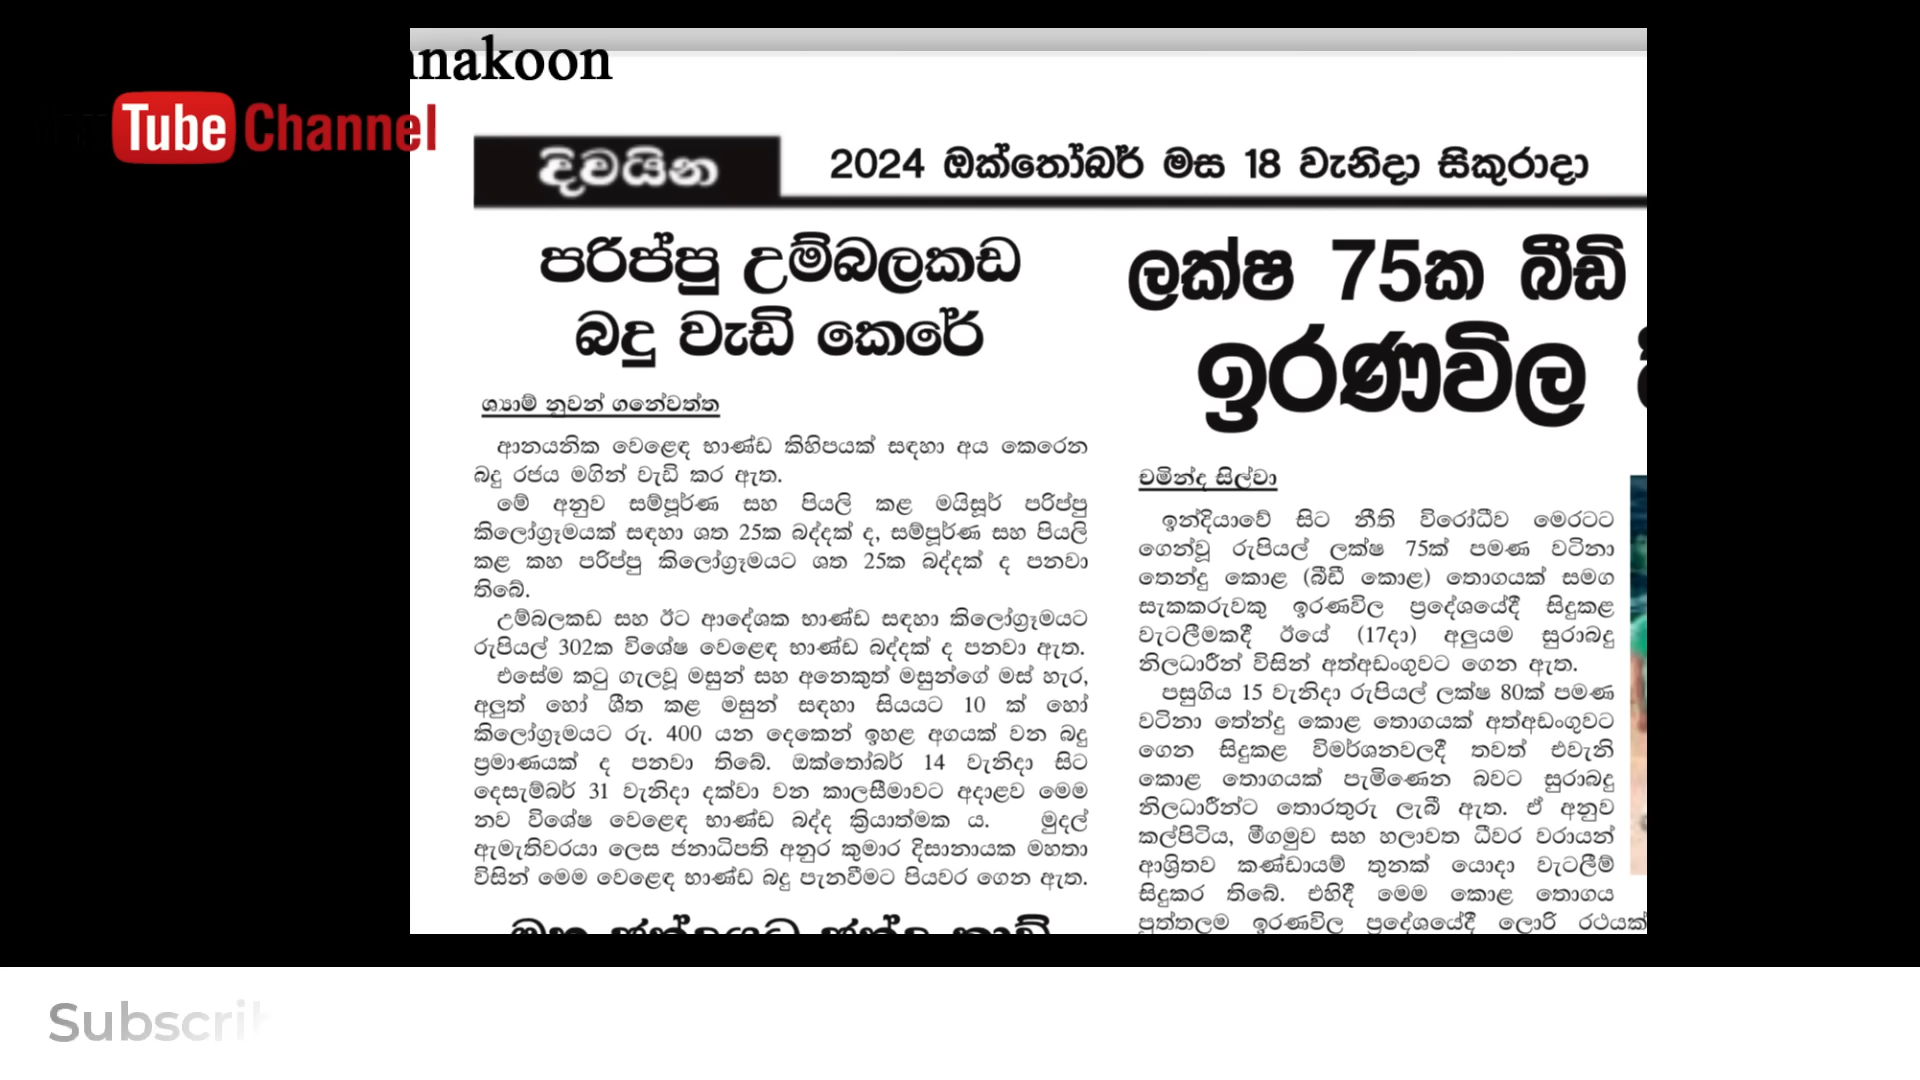 nakoon
Tube Channel
දිවයින
2024 ඔක්තෝබර් මස 18 වැනිදා සිකුරාදා
පරිප්පු උම්බලකඩ
බදු වැඩි කෙරේ
ශ්‍යාම් නුවන් ගනේවත්ත
ආනයනික වෙළෙඳ භාණ්ඩ කිහිපයක් සඳහා අය කෙරෙන
බදු රජය මගින් වැඩි කර ඇත.
මේ අනුව සම්පූර්ණ සහ පියලි කළ මයිසූර් පරිප්පු
කිලෝග්‍රෑමයක් සඳහා ශත 25ක බද්දක් ද, සම්පූර්ණ සහ පියලි
කළ කහ පරිප්පු කිලෝග්‍රෑමයට ශත 25ක බද්දක් ද පනවා
තිබේ.
උම්බලකඩ සහ ඊට ආදේශක භාණ්ඩ සඳහා කිලෝග්‍රෑමයට
රුපියල් 302ක විශේෂ වෙළෙඳ භාණ්ඩ බද්දක් ද පනවා ඇත.
එසේම කටු ගැලවූ මසුන් සහ අනෙකුත් මසුන්ගේ මස් හැර,
අලුත් හෝ ශීත කළ මසුන් සඳහා සියයට 10 ක් හෝ
කිලෝග්‍රෑමයට රු. 400 යන දෙකෙන් ඉහළ අගයක් වන බදු
ප්‍රමාණයක් ද පනවා තිබේ. ඔක්තෝබර් 14 වැනිදා සිට
දෙසැම්බර් 31 වැනිදා දක්වා වන කාලසීමාවට අදාළව මෙම
නව විශේෂ වෙළෙඳ භාණ්ඩ බද්ද ක්‍රියාත්මක ය. මුදල්
ඇමැතිවරයා ලෙස ජනාධිපති අනුර කුමාර දිසානායක මහතා
විසින් මෙම වෙළෙඳ භාණ්ඩ බදු පැනවීමට පියවර ගෙන ඇත.
ලක්ෂ 75ක බීඩි
ඉරණවිල
චමින්ද සිල්වා
ඉන්දියාවේ සිට නීති විරෝධීව මෙරටට
ගෙන්වූ රුපියල් ලක්ෂ 75ක් පමණ වටිනා
තෙන්දු කොළ (බීඩී කොළ) තොගයක් සමග
සැකකරුවකු ඉරණවිල ප්‍රදේශයේදී සිදුකළ
වැටලීමකදී ඊයේ (17දා) අලුයම සුරාබදු
නිලධාරීන් විසින් අත්අඩංගුවට ගෙන ඇත.
පසුගිය 15 වැනිදා රුපියල් ලක්ෂ 80ක් පමණ
වටිනා තේන්දු කොළ තොගයක් අත්අඩංගුවට
ගෙන සිදුකළ විමර්ශනවලදී තවත් එවැනි
කොළ තොගයක් පැමිණෙන බවට සුරාබදු
නිලධාරීන්ට තොරතුරු ලැබී ඇත. ඒ අනුව
කල්පිටිය, මීගමුව සහ හලාවත ධීවර වරායන්
ආශ්‍රිතව කණ්ඩායම් තුනක් යොදා වැටලීම්
සිදුකර තිබේ. එහිදී මෙම කොළ තොගය
පුත්තලම ඉරණවිල ප්‍රදේශයේදී ලොරි රථයක්
Subscrib